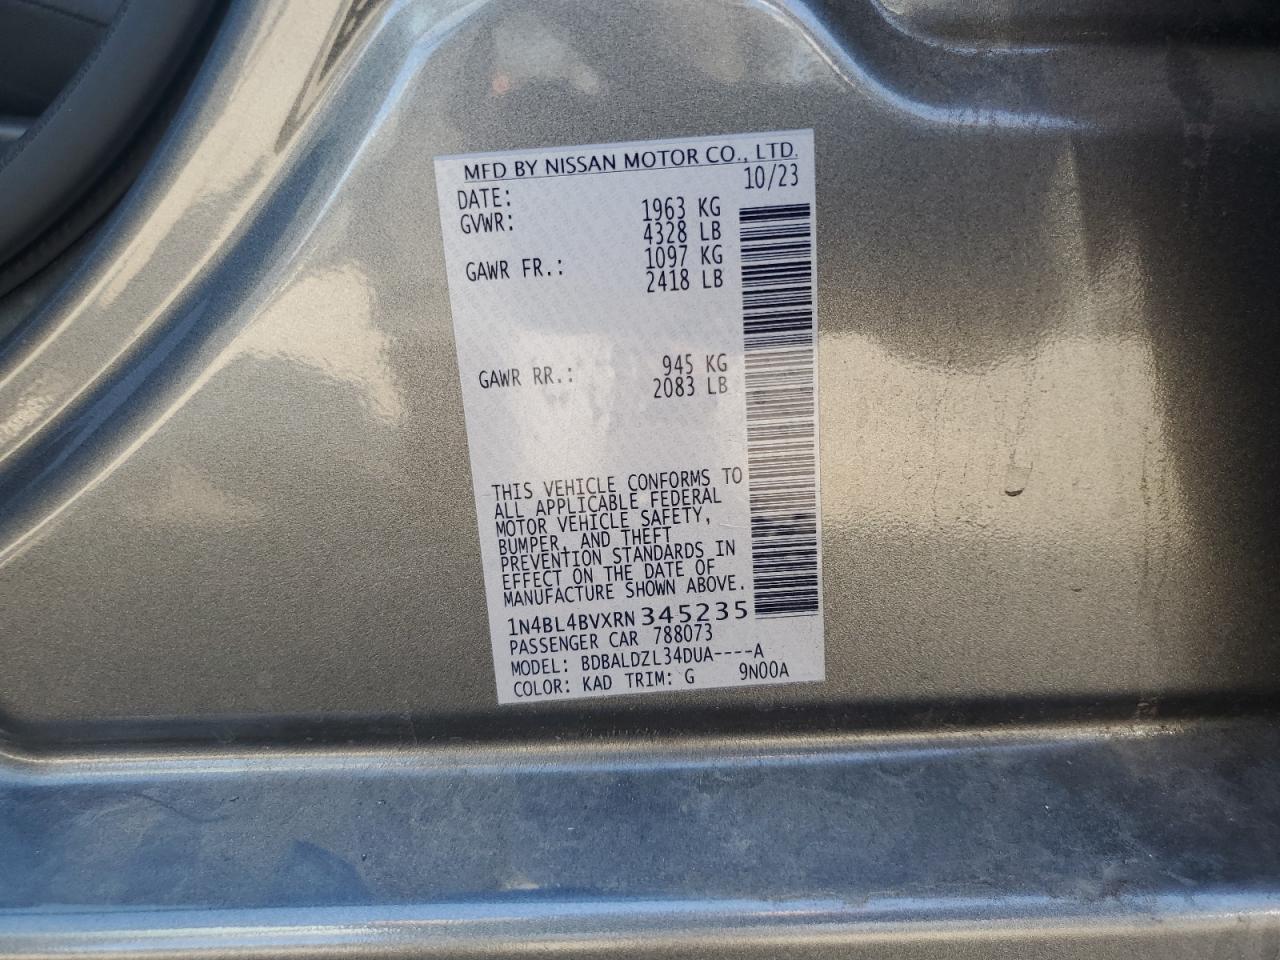 MFD BY NISSAN MOTOR CO., LTD.
DATE: 10/23
GVWR: 1963 KG
4328 LB
GAWR FR.: 1097 KG
2418 LB
GAWR RR.: 945 KG
2083 LB
THIS VEHICLE CONFORMS TO
ALL APPLICABLE FEDERAL
MOTOR VEHICLE SAFETY,
BUMPER, AND THEFT
PREVENTION STANDARDS IN
EFFECT ON THE DATE OF
MANUFACTURE SHOWN ABOVE.
1N4BL4BVXRN345235
PASSENGER CAR 788073
MODEL: BDBALDZL34DUA----A
COLOR: KAD TRIM: G 9N00A